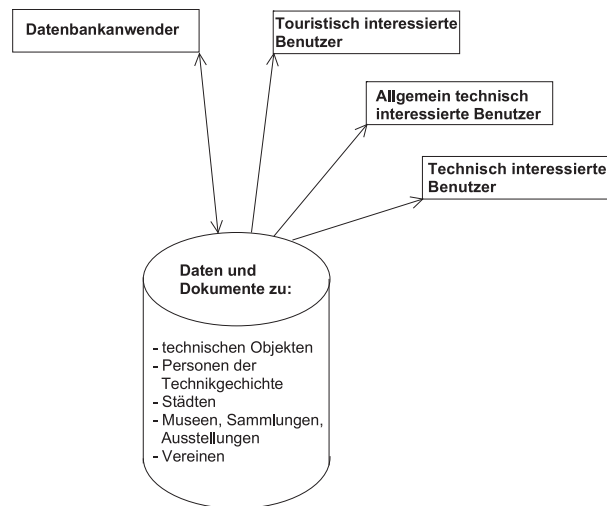 Datenbankanwender
Touristisch interessierte
Benutzer
Allgemein technisch
interessierte Benutzer
Technisch interessierte
Benutzer
Daten und
Dokumente zu:
- technischen Objekten
- Personen der
Technikgechichte
- Städten
- Museen, Sammlungen,
Ausstellungen
- Vereinen